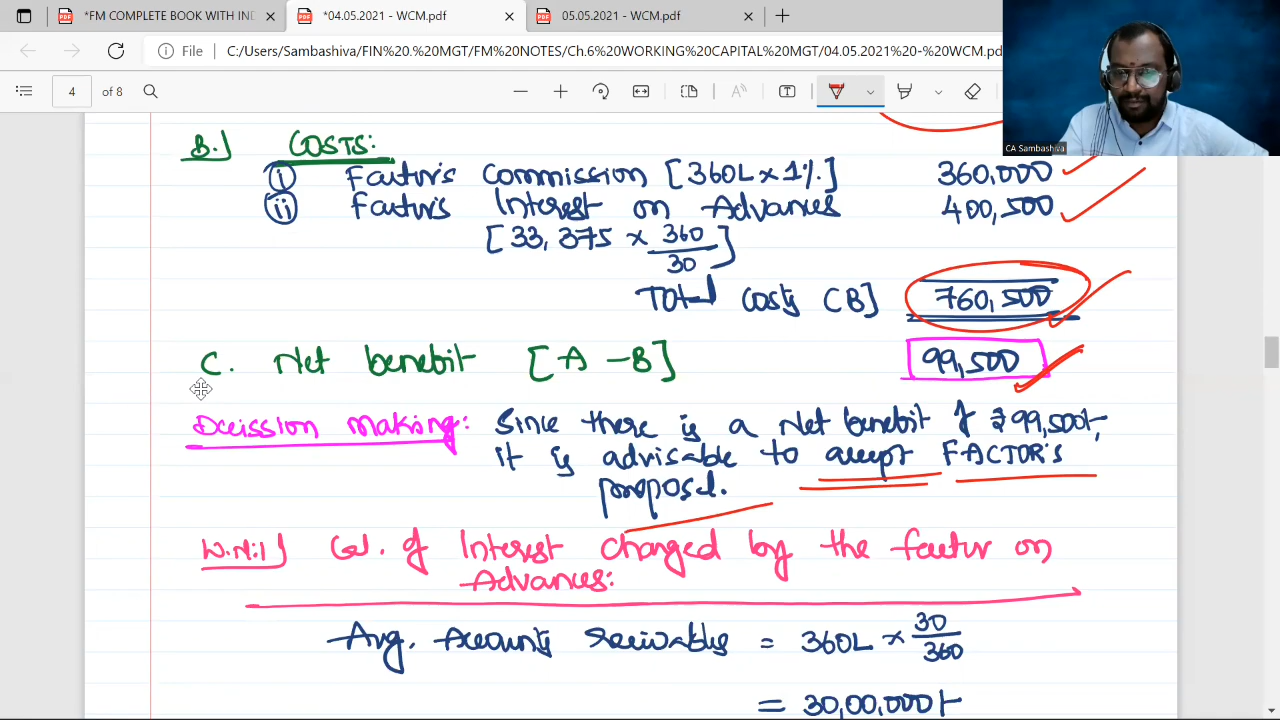 *FM COMPLETE BOOK WITH IND
*04.05.2021 - WCM.pdf
05.05.2021 - WCM.pdf
File
C:/Users/Sambashiva/FIN%20.%20MGT/FM%20NOTES/Ch.6%20WORKING%20CAPITAL%20MGT/04.05.2021%20-%20WCM.pd
4 of 8
CA Sambashiva
B.] COSTS:
i Factor's Commission [360L x 1%.] 360,000
ii Factor's Interest on Advances 400,500
[33,375 x 360/30]
Total Costs (B] 760,500
C. Net benefit [A - B] 99,500
Decission Making: Since there is a Net benefit of ₹99,500/-,
it is advisable to accept FACTOR's
proposal.
W.N:1] Cal. of Interest charged by the factor on
Advances:
Avg. Accounts Receivables = 360L x 30/360
= 30,00,000/-